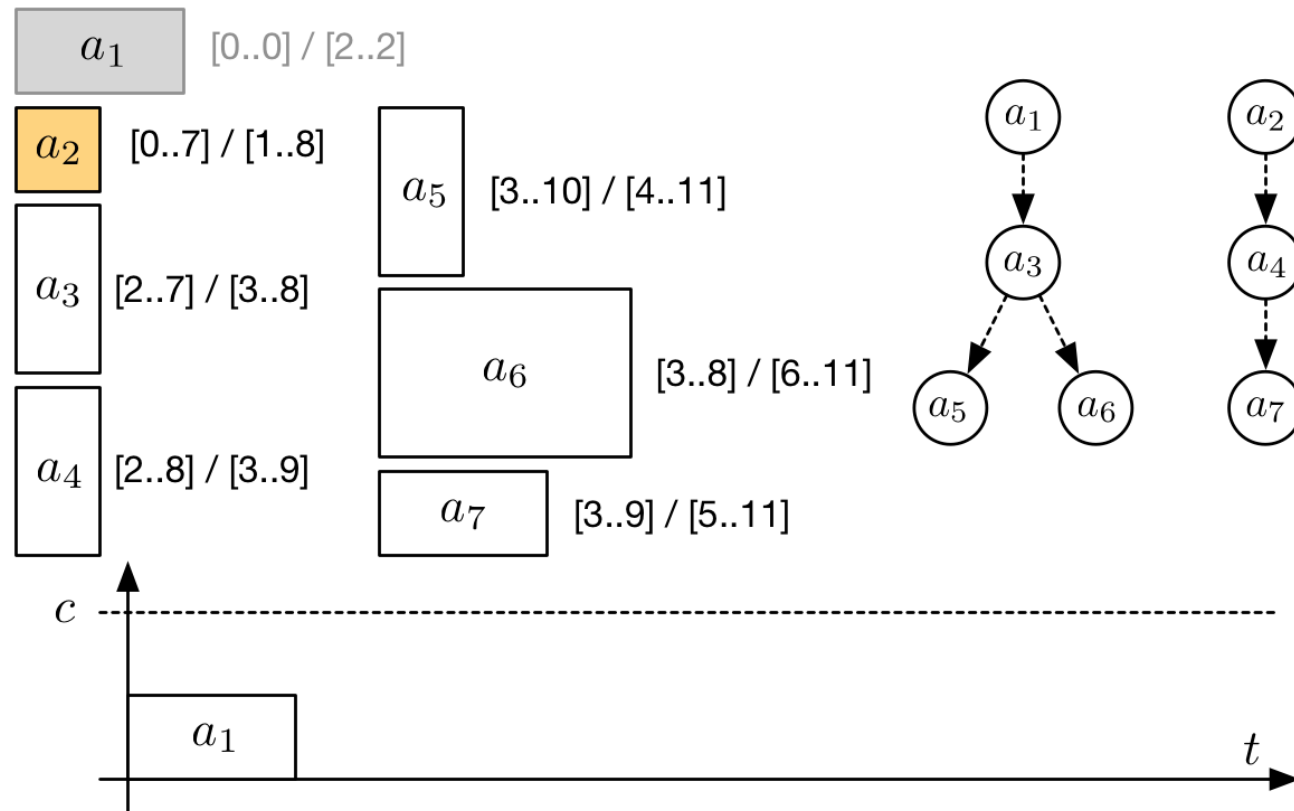 a₁ [0..0] / [2..2]
a₂ [0..7] / [1..8]
a₃ [2..7] / [3..8]
a₄ [2..8] / [3..9]
a₅ [3..10] / [4..11]
a₆ [3..8] / [6..11]
a₇ [3..9] / [5..11]
a₁ a₂
a₃ a₄
a₅ a₆ a₇
c
a₁
t